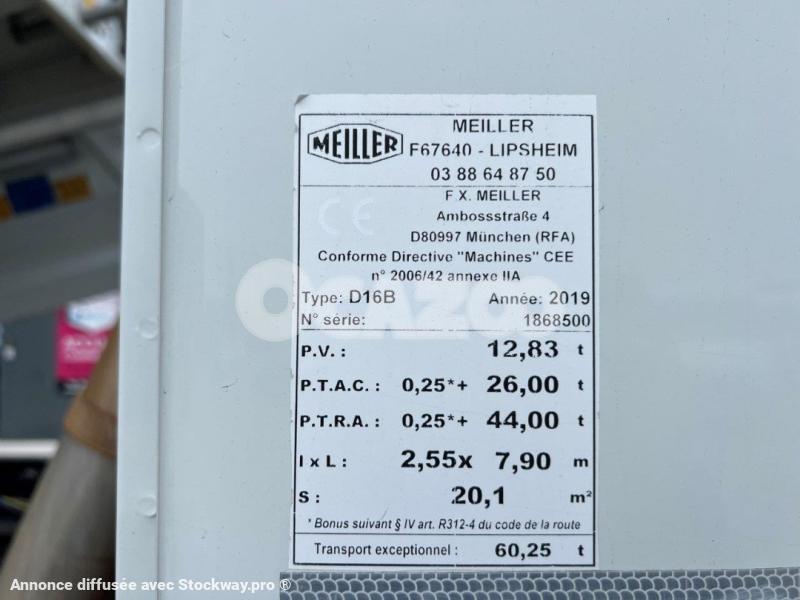 MEILLER
MEILLER
F67640 - LIPSHEIM
03 88 64 87 50
CE
F.X. MEILLER
Ambossstraße 4
D80997 München (RFA)
Conforme Directive "Machines" CEE
n° 2006/42 annexe IIA
Type: D16B Année: 2019
N° série: 1868500
P.V. : 12,83 t
P.T.A.C. : 0,25*+ 26,00 t
P.T.R.A. : 0,25*+ 44,00 t
l x L : 2,55x 7,90 m
S : 20,1 m²
* Bonus suivant § IV art. R312-4 du code de la route
Transport exceptionnel : 60,25 t
OCAZOO
Annonce diffusée avec Stockway.pro ®